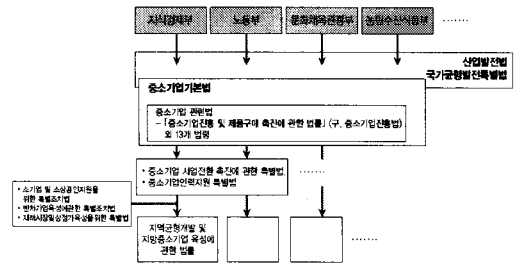 지식경제부 노동부 문화체육관광부 농림수산식품부 ......
산업발전법
국가균형발전특별법
중소기업기본법
중소기업 관련법
-「중소기업진흥 및 제품구매 촉진에 관한 법률」(구, 중소기업진흥법)
외 13개 법령
• 중소기업 사업전환 촉진에 관한 특별법
• 중소기업인력지원 특별법
......
• 소기업 및 소상공인지원을
위한 특별조치법
• 벤처기업육성에관한 특별조치법
• 재래시장및상점가육성을위한 특별법
지역균형개발 및
지방중소기업 육성에
관한 법률
......